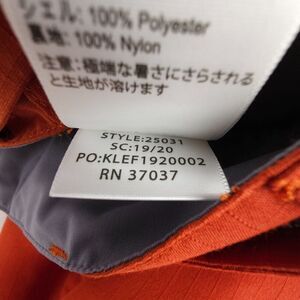 シェル: 100% Polyester
裏地: 100% Nylon
注意: 極端な暑さにさらされる
と生地が溶けます
STYLE:25031
SC:19/20
PO:KLEF1920002
RN 37037